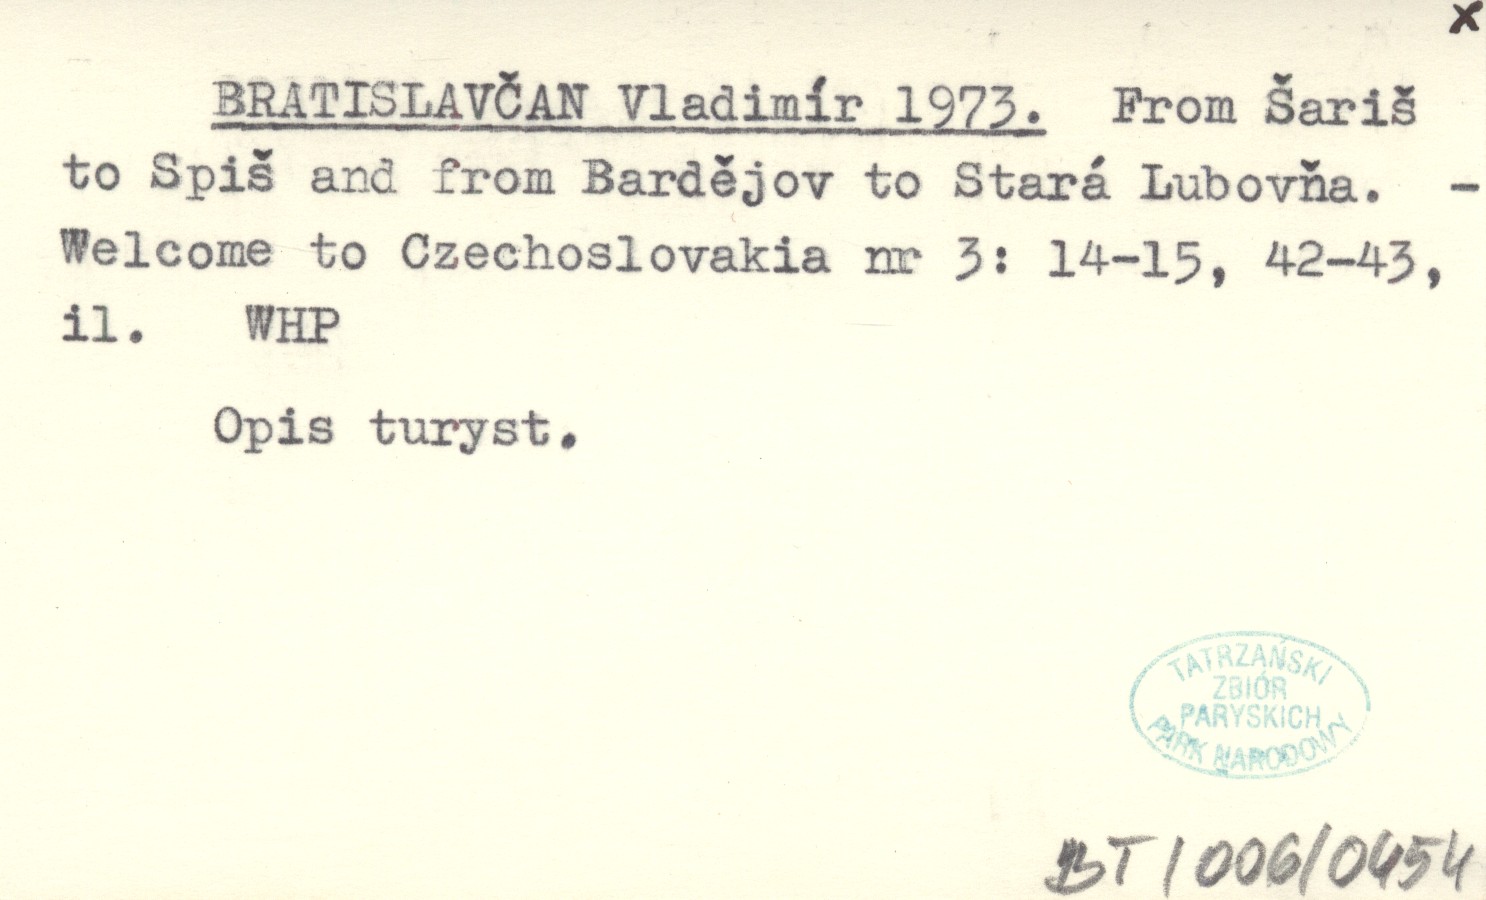 x
BRATISLAVČAN Vladimír 1973. From Šariš
to Spiš and from Bardějov to Stará Lubovňa. -
Welcome to Czechoslovakia nr 3: 14-15, 42-43,
il. WHP
Opis turyst.
TATRZAŃSKI
ZBIÓR
PARYSKICH
PARK NARODOWY
BT/006/0454